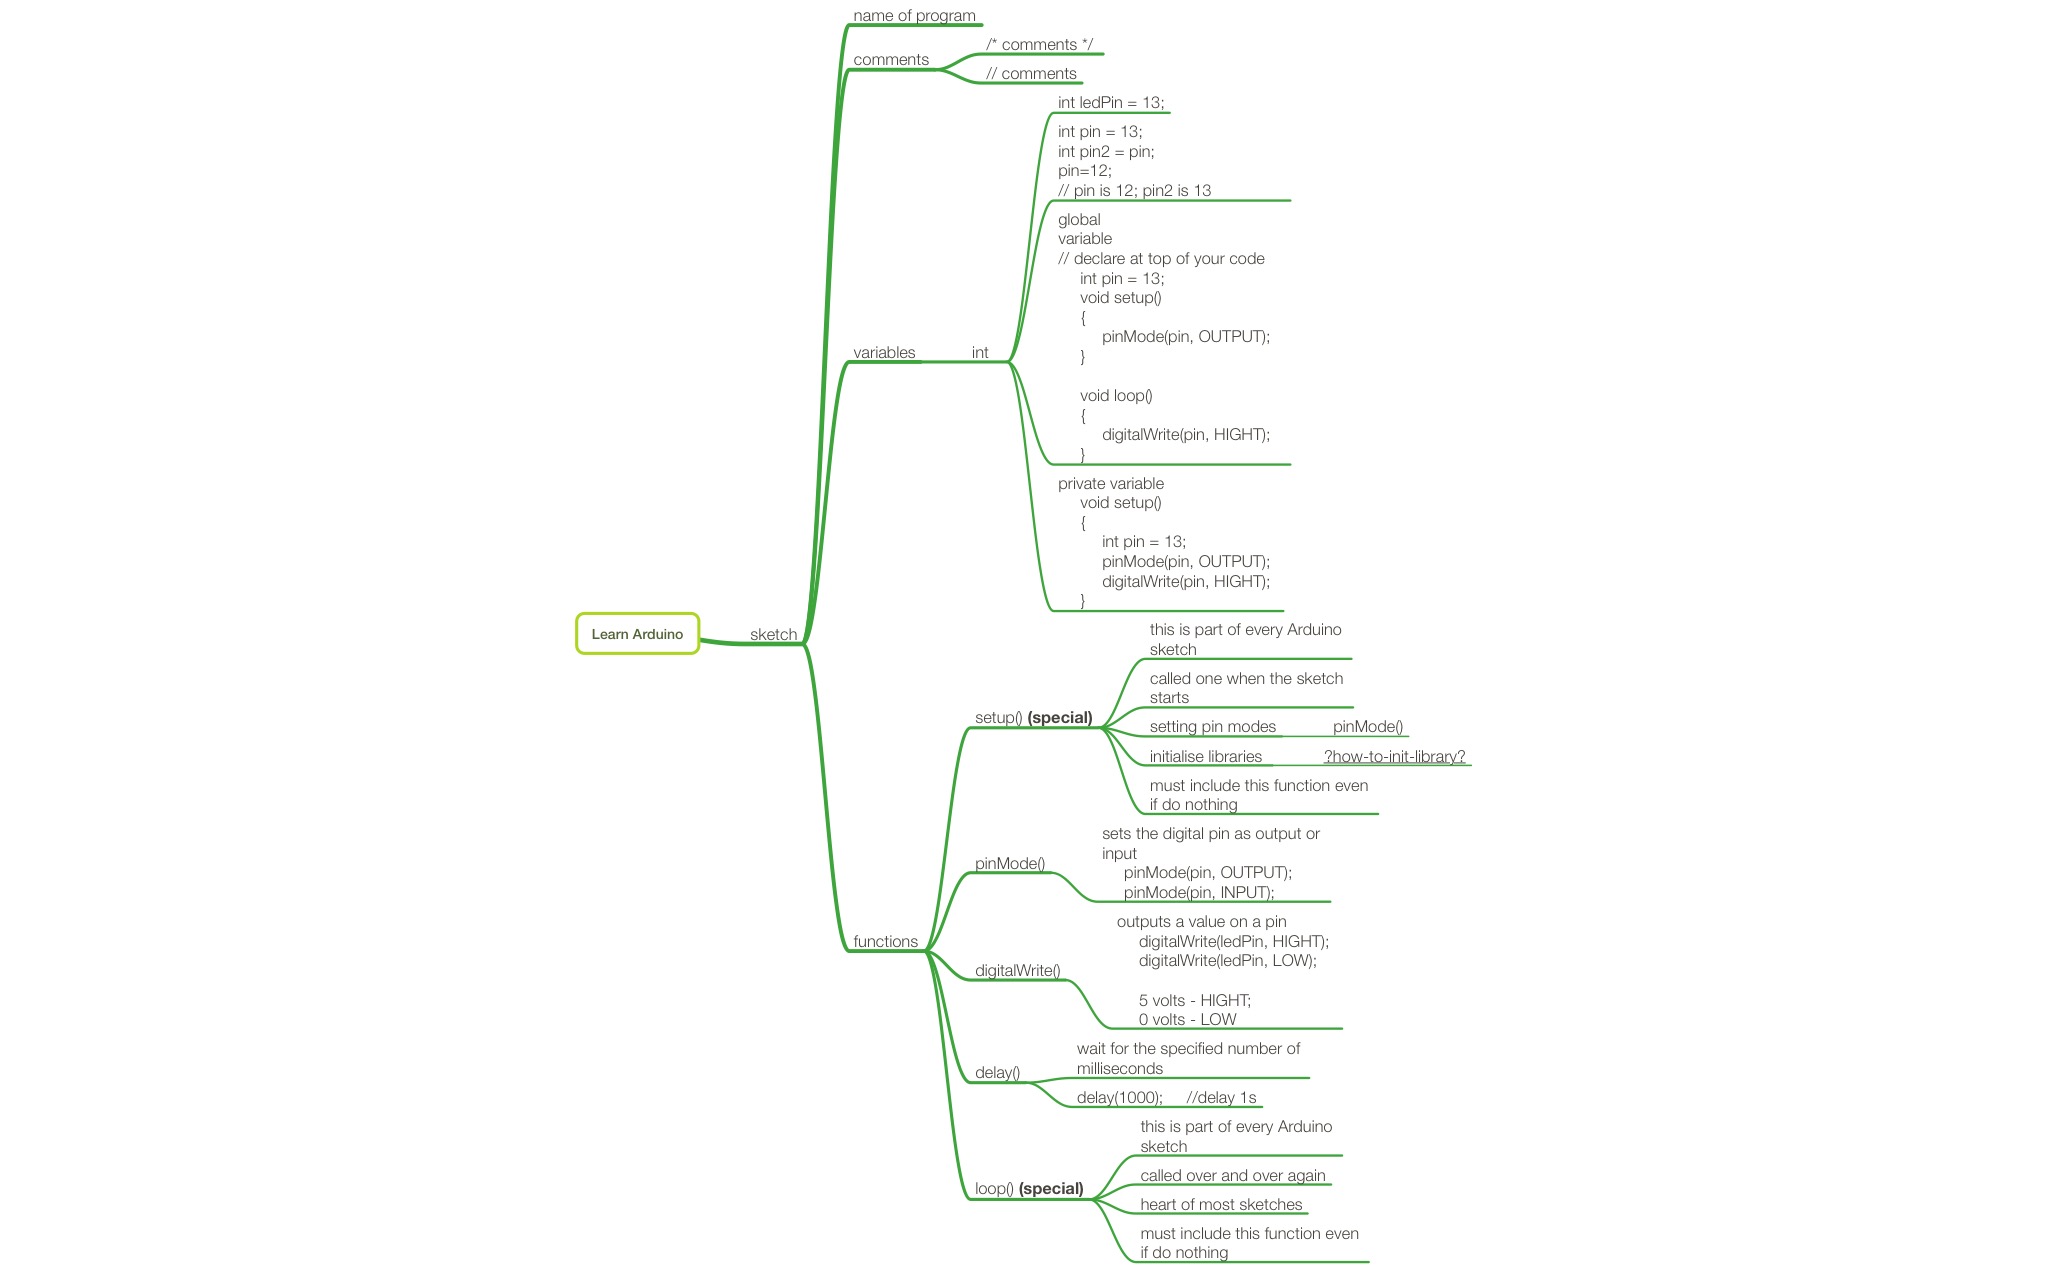 name of program
/* comments */
comments
// comments
int ledPin = 13;
int pin = 13;
int pin2 = pin;
pin=12;
// pin is 12; pin2 is 13
global
variable
// declare at top of your code
int pin = 13;
void setup()
{
pinMode(pin, OUTPUT);
}
variables
int
void loop()
{
digitalWrite(pin, HIGHT);
}
private variable
void setup()
{
int pin = 13;
pinMode(pin, OUTPUT);
digitalWrite(pin, HIGHT);
}
Learn Arduino
sketch
this is part of every Arduino
sketch
called one when the sketch
starts
setup() (special)
setting pin modes
pinMode()
initialise libraries
?how-to-init-library?
must include this function even
if do nothing
sets the digital pin as output or
input
pinMode()
pinMode(pin, OUTPUT);
pinMode(pin, INPUT);
functions
outputs a value on a pin
digitalWrite(ledPin, HIGHT);
digitalWrite(ledPin, LOW);
digitalWrite()
5 volts - HIGHT;
0 volts - LOW
wait for the specified number of
milliseconds
delay()
delay(1000); //delay 1s
this is part of every Arduino
sketch
called over and over again
loop() (special)
heart of most sketches
must include this function even
if do nothing